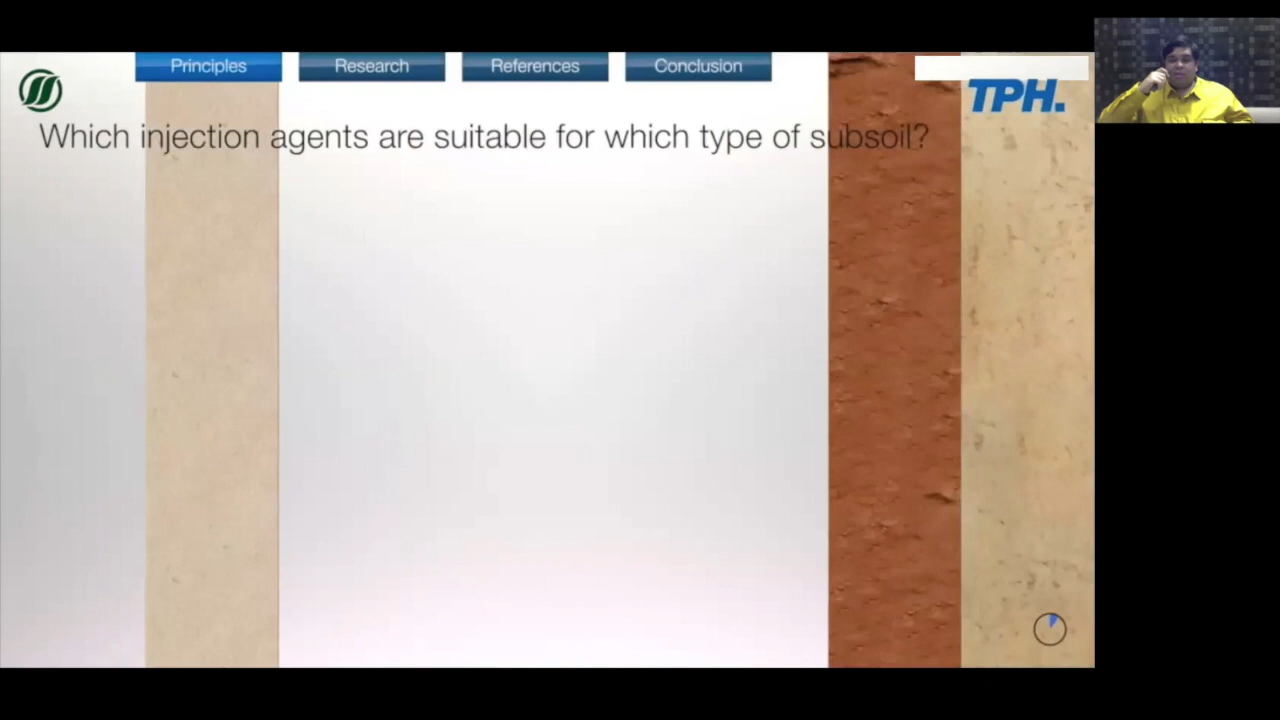 Principles
Research
References
Conclusion
TPH.
Which injection agents are suitable for which type of subsoil?